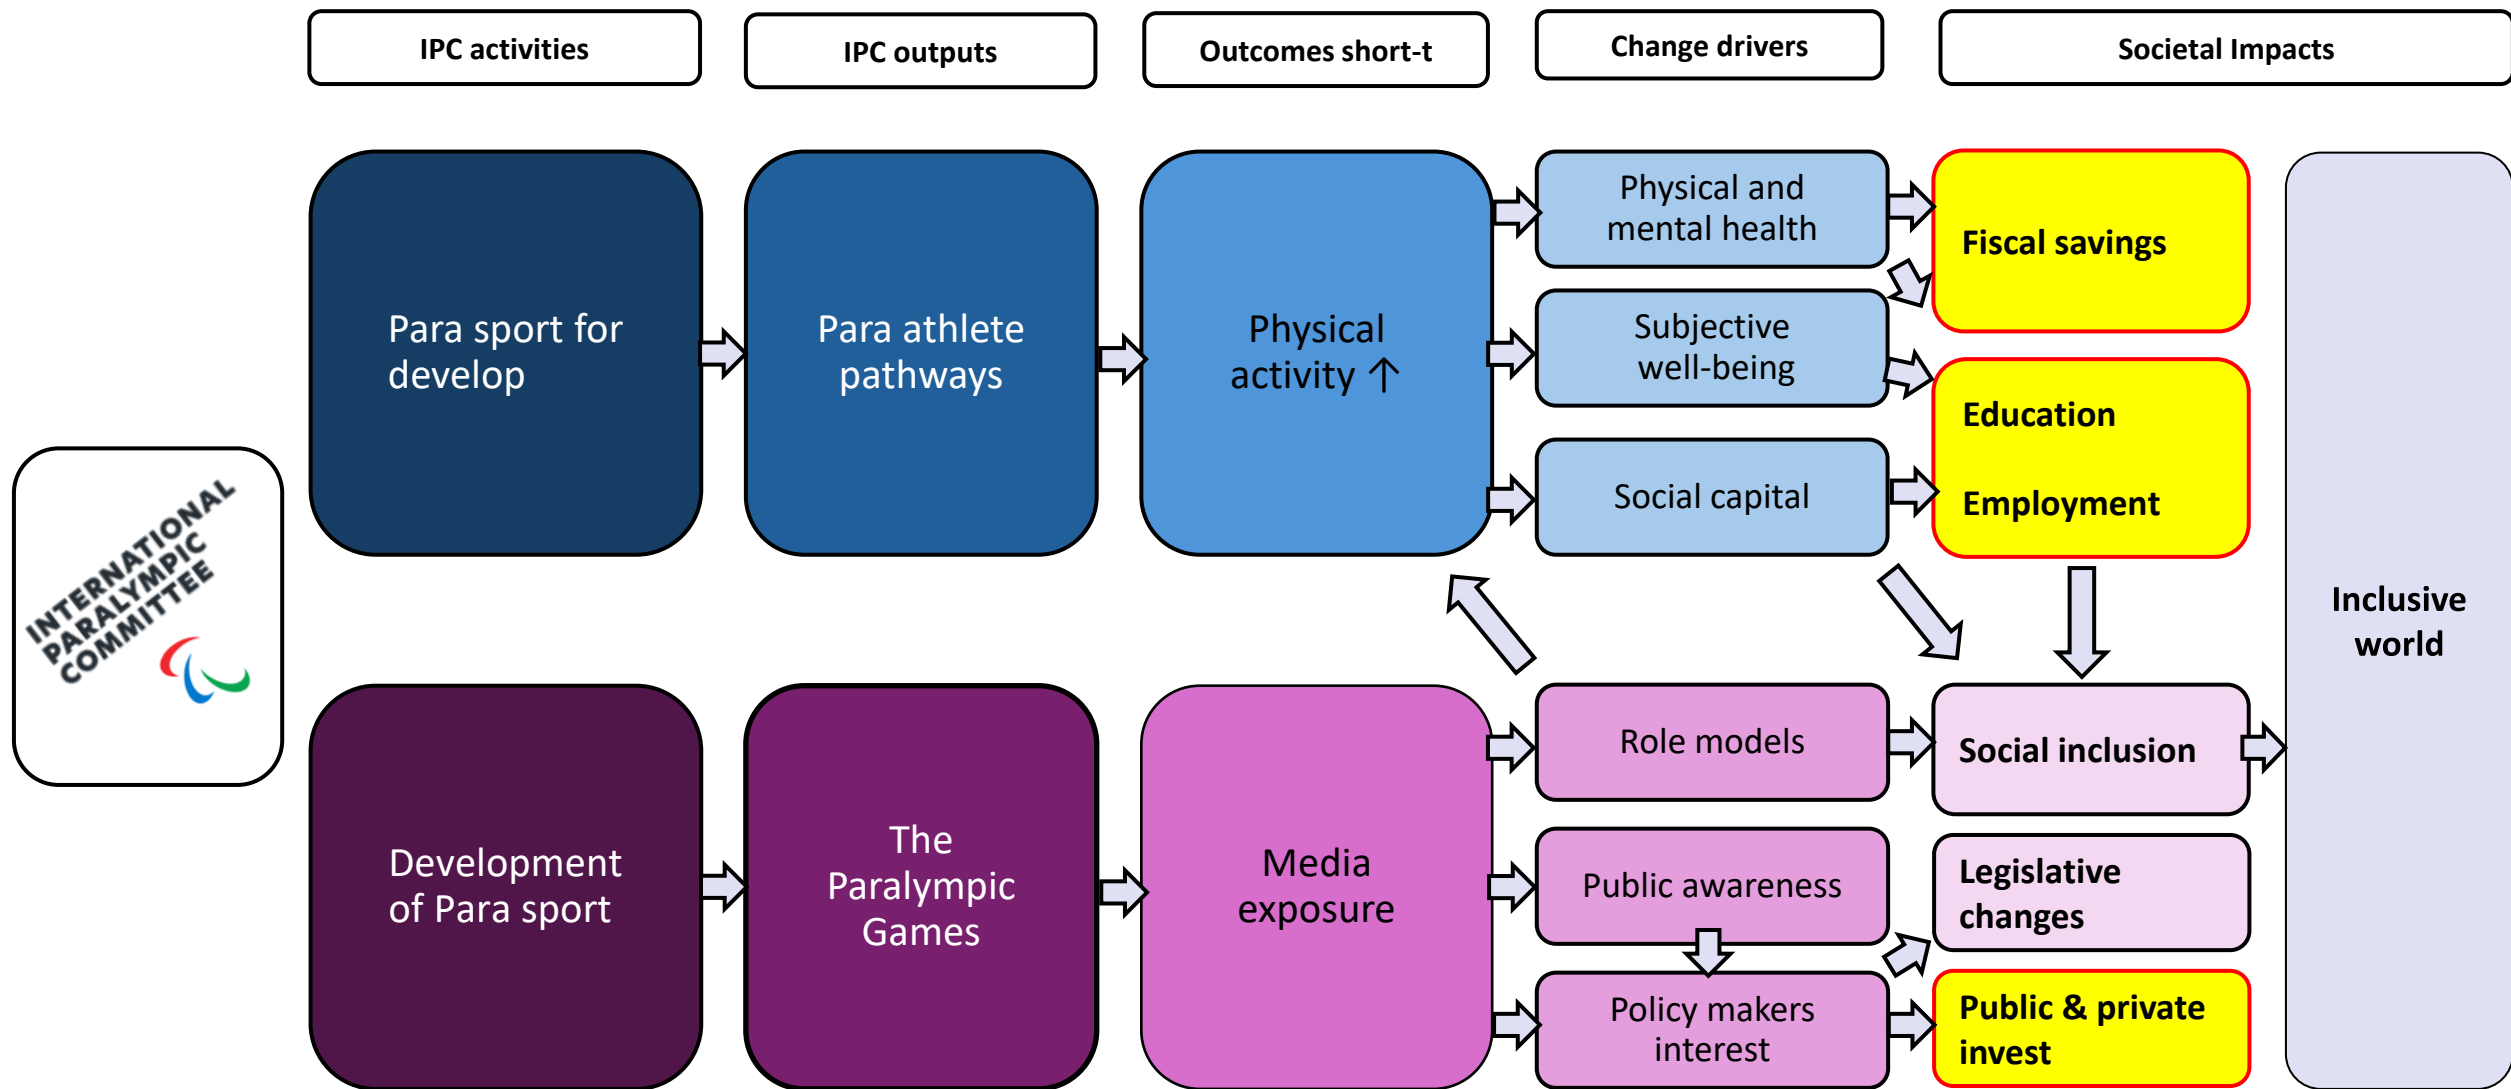 IPC activities
IPC outputs
Outcomes short-t
Change drivers
Societal Impacts
INTERNATIONAL
PARALYMPIC
COMMITTEE
Para sport for
develop
Para athlete
pathways
Physical
activity ↑
Physical and
mental health
Subjective
well-being
Social capital
Fiscal savings
Education
Employment
Development
of Para sport
The
Paralympic
Games
Media
exposure
Role models
Public awareness
Policy makers
interest
Social inclusion
Legislative
changes
Public & private
invest
Inclusive
world